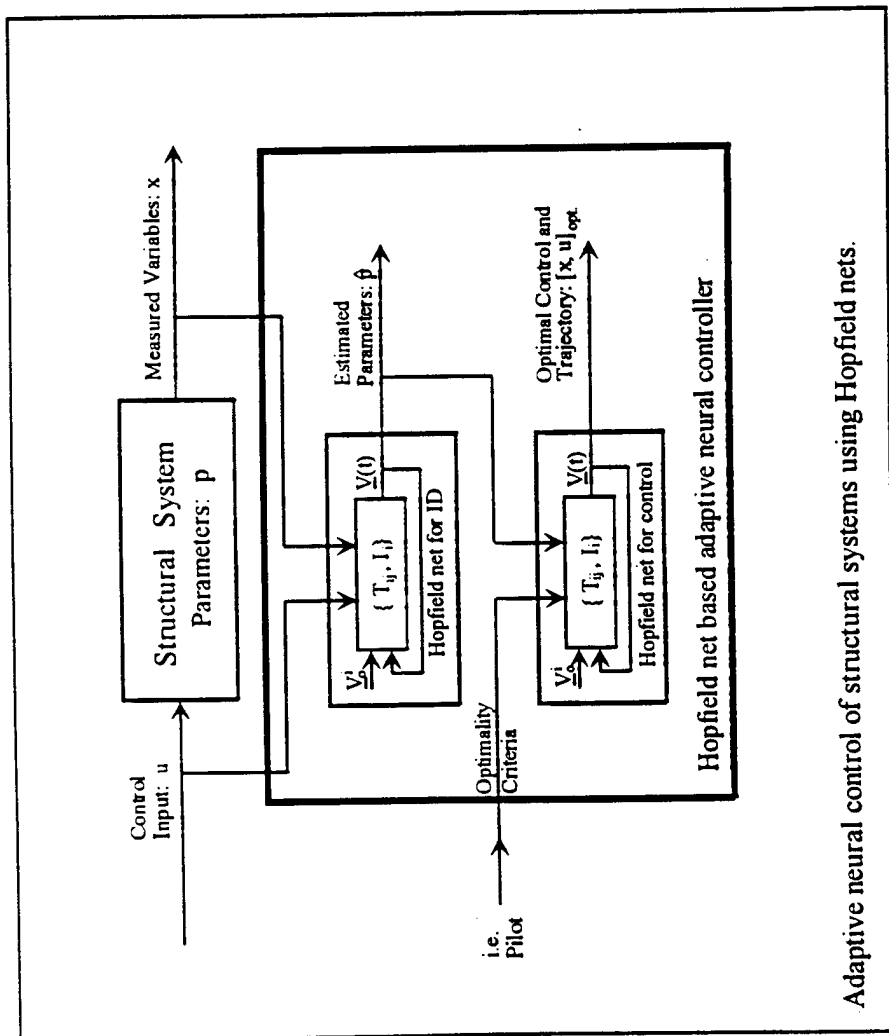 Control
Input: u
Structural System
Parameters: p
Measured Variables: x
V̲ᵢₒ
{ Tᵢⱼ , Iᵢ}
V̲(t)
Hopfield net for ID
Estimated
Parameters: p̂
i.e.
Pilot
Optimality
Criteria
V̲ᵢₒ
{ Tᵢⱼ , Iᵢ}
V̲(t)
Hopfield net for control
Optimal Control and
Trajectory: [x, u]opt.
Hopfield net based adaptive neural controller
Adaptive neural control of structural systems using Hopfield nets.